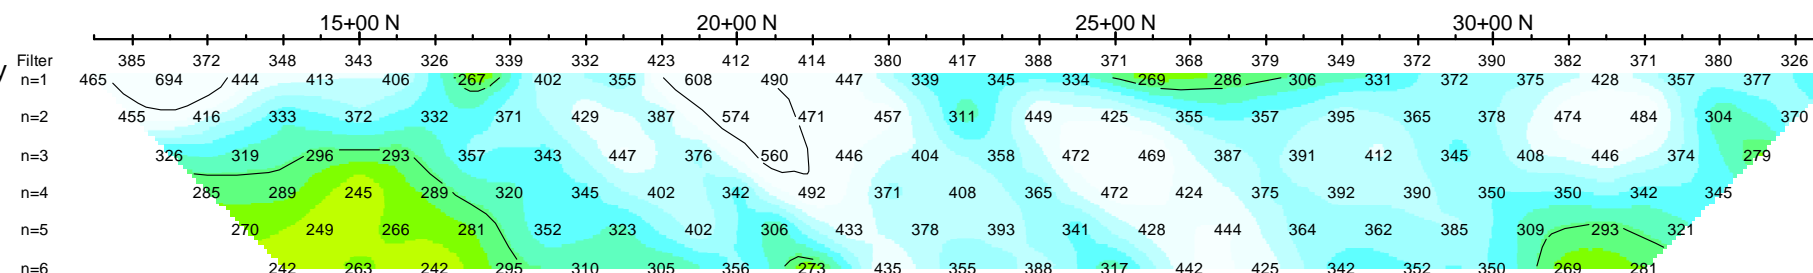 15+00 N 20+00 N 25+00 N 30+00 N
Filter 385 372 348 343 326 339 332 423 412 414 380 417 388 371 368 379 349 372 390 382 371 380 326
n=1 465 694 444 413 406 267 402 355 608 490 447 339 345 334 269 286 306 331 372 375 428 357 377
n=2 455 416 333 372 332 371 429 387 574 471 457 311 449 425 355 357 395 365 378 474 484 304 370
n=3 326 319 296 293 357 343 447 376 560 446 404 358 472 469 387 391 412 345 408 446 374 279
n=4 285 289 245 289 320 345 402 342 492 371 408 365 472 424 375 392 390 350 350 342 345
n=5 270 249 266 281 352 323 402 306 433 378 393 341 428 444 364 362 385 309 293 321
n=6 242 263 242 295 310 305 356 273 435 355 388 317 442 425 342 352 350 269 281